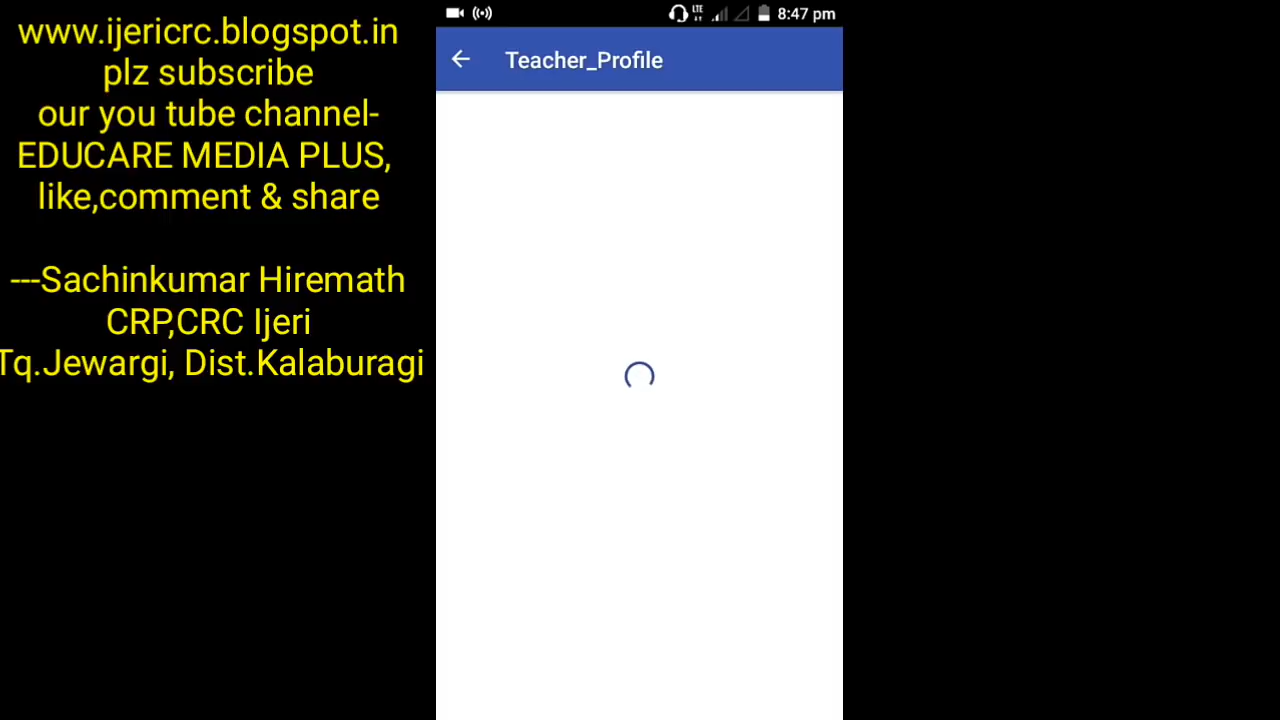 www.ijericrc.blogspot.in
plz subscribe
our you tube channel-
EDUCARE MEDIA PLUS,
like,comment & share
---Sachinkumar Hiremath
CRP,CRC Ijeri
Tq.Jewargi, Dist.Kalaburagi
LTE 8:47 pm
Teacher_Profile